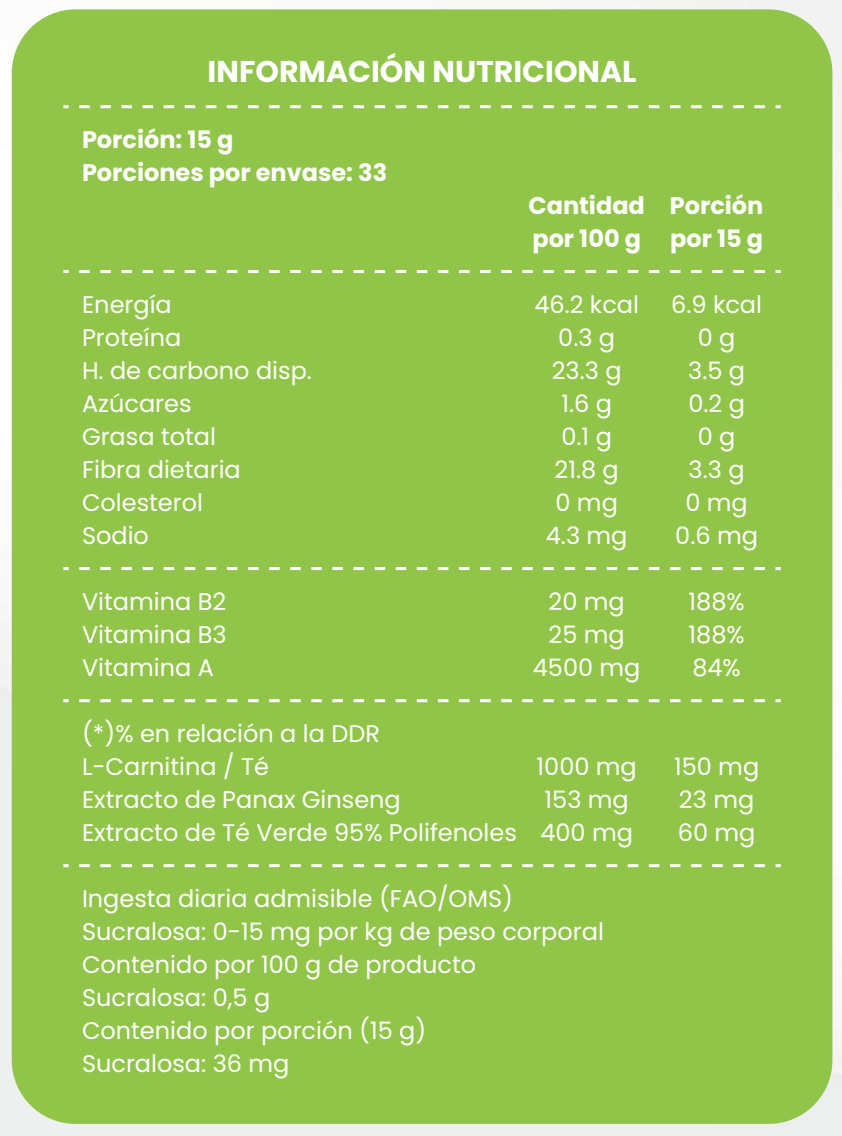 INFORMACIÓN NUTRICIONAL
Porción: 15 g
Porciones por envase: 33
Cantidad por 100 g Porción por 15 g
Energía 46.2 kcal 6.9 kcal
Proteína 0.3 g 0 g
H. de carbono disp. 23.3 g 3.5 g
Azúcares 1.6 g 0.2 g
Grasa total 0.1 g 0 g
Fibra dietaria 21.8 g 3.3 g
Colesterol 0 mg 0 mg
Sodio 4.3 mg 0.6 mg
Vitamina B2 20 mg 188%
Vitamina B3 25 mg 188%
Vitamina A 4500 mg 84%
(*)% en relación a la DDR
L-Carnitina / Té 1000 mg 150 mg
Extracto de Panax Ginseng 153 mg 23 mg
Extracto de Té Verde 95% Polifenoles 400 mg 60 mg
Ingesta diaria admisible (FAO/OMS)
Sucralosa: 0-15 mg por kg de peso corporal
Contenido por 100 g de producto
Sucralosa: 0,5 g
Contenido por porción (15 g)
Sucralosa: 36 mg